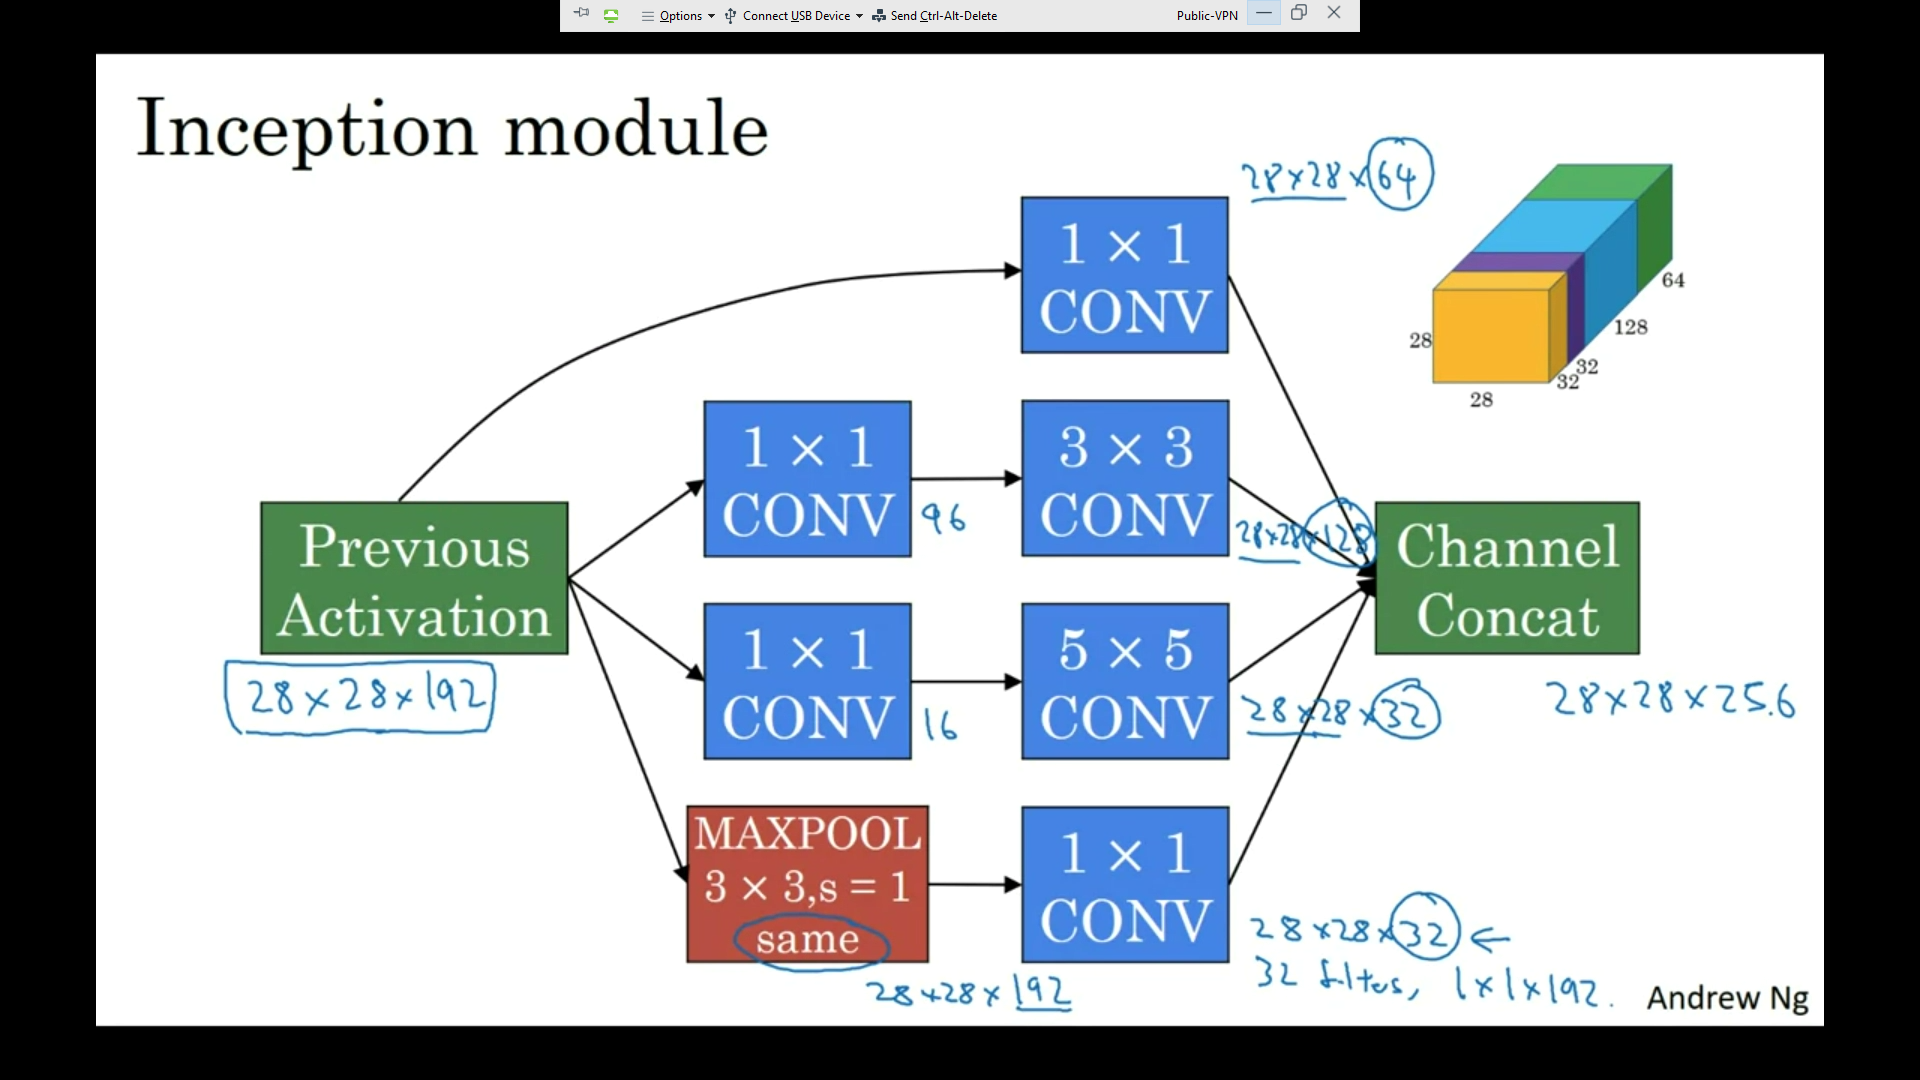 Options
Connect USB Device
Send Ctrl-Alt-Delete
Public-VPN
Inception module
28×28×64
1 × 1
CONV
64
128
32
32
28
28
1 × 1
CONV
96
3 × 3
CONV
28×28×128
Previous
Activation
28×28×192
Channel
Concat
28×28×25.6
1 × 1
CONV
16
5 × 5
CONV
28×28×32
MAXPOOL
3 × 3,s = 1
same
28×28×192
1 × 1
CONV
28×28×32 ←
32 filters, 1×1×192.
Andrew Ng